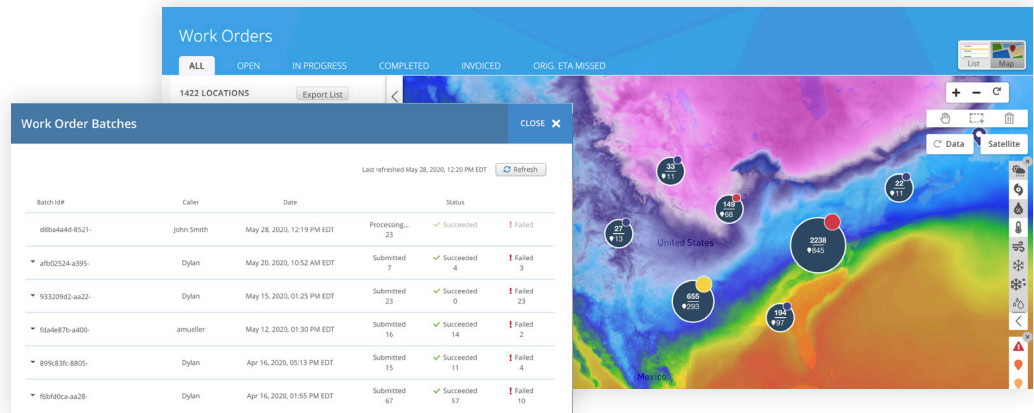 Work Orders
ALL OPEN IN PROGRESS COMPLETED INVOICED ORIG. ETA MISSED
List Map
1422 LOCATIONS Export List
Data Satellite
Work Order Batches CLOSE
Last refreshed May 28, 2020, 12:20 PM EDT Refresh
Batch Id# Caller Date Status
d8ba4a4d-8521- John Smith May 28, 2020, 12:19 PM EDT Processing... Succeeded Failed
23
afb02524-a395- Dylan May 20, 2020, 10:52 AM EDT Submitted Succeeded Failed
7 4 3
933209d2-aa22- Dylan May 15, 2020, 01:25 PM EDT Submitted Succeeded Failed
23 0 23
fda4e87b-a400- amueller May 12, 2020, 01:30 PM EDT Submitted Succeeded Failed
16 14 2
899c83fc-8805- Dylan Apr 16, 2020, 05:13 PM EDT Submitted Succeeded Failed
15 11 4
f6bfd0ca-aa28- Dylan Apr 16, 2020, 01:55 PM EDT Submitted Succeeded Failed
67 57 10
33
11
149
68
22
11
27
13
United States
2238
845
655
293
194
97
Mexico